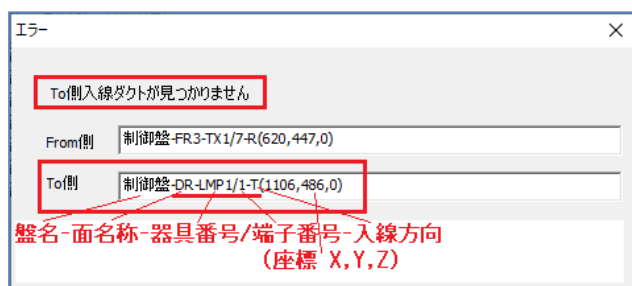 エラー
To側入線ダクトが見つかりません
From側
制御盤-FR3-TX1/7-R(620,447,0)
To側
制御盤-DR-LMP1/1-T(1106,486,0)
盤名-面名称-器具番号/端子番号-入線方向
(座標 X,Y,Z)